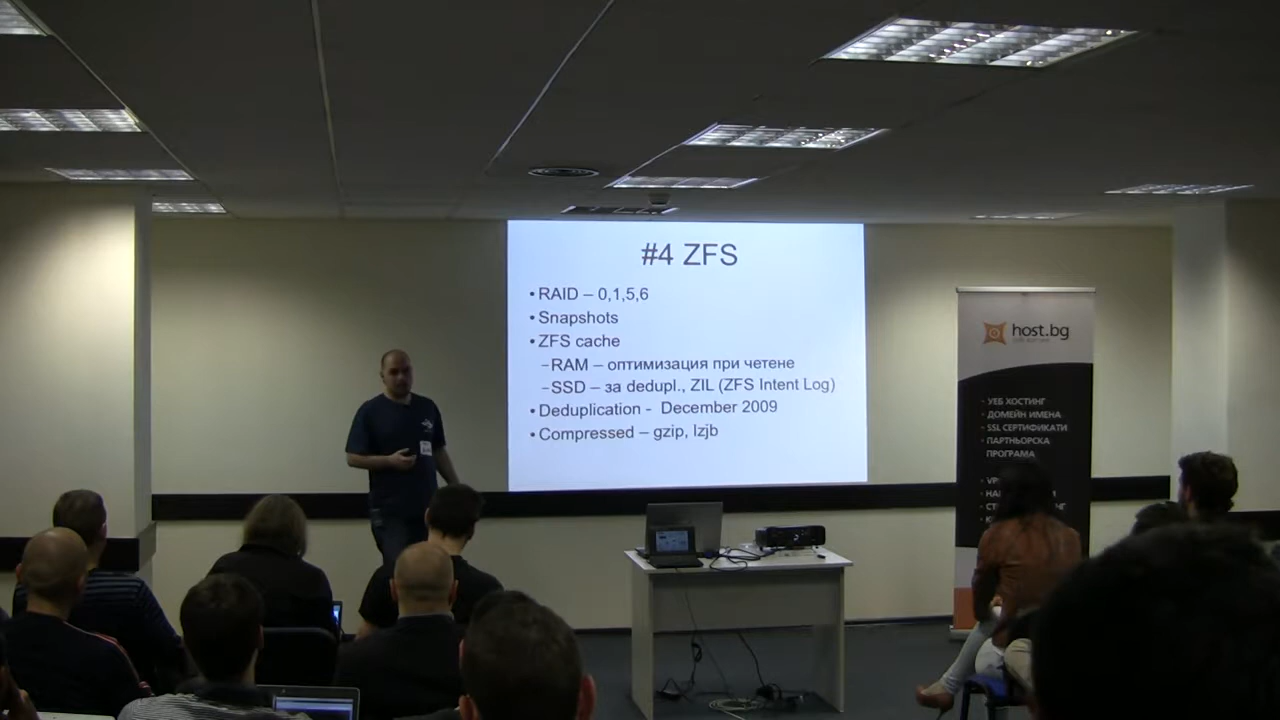 #4 ZFS
•RAID – 0,1,5,6
•Snapshots
•ZFS cache
–RAM – оптимизация при четене
–SSD – за dedupl., ZIL (ZFS Intent Log)
•Deduplication - December 2009
•Compressed – gzip, lzjb
host.bg
- УЕБ ХОСТИНГ
- ДОМЕЙН ИМЕНА
- SSL СЕРТИФИКАТИ
- ПАРТНЬОРСКА
ПРОГРАМА